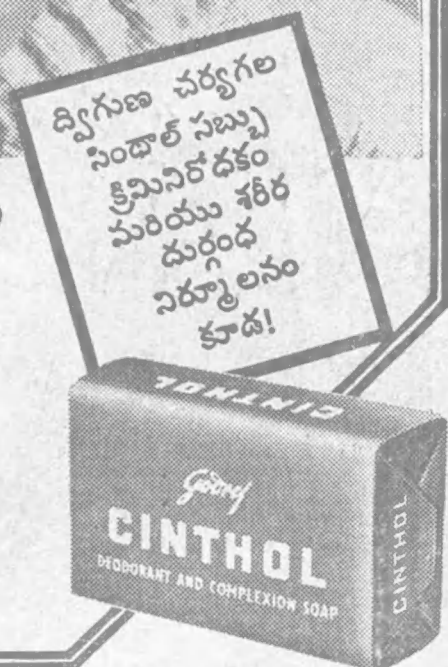 ద్విగుణ చర్యగల
సింథాల్ సబ్బు
క్రిమినిరోధకం
మరియు శరీర
దుర్గంధ
నిర్మూలనం
కూడ!
CINTHOL
Godrej
CINTHOL
DEODORANT AND COMPLEXION SOAP
CINTHOL